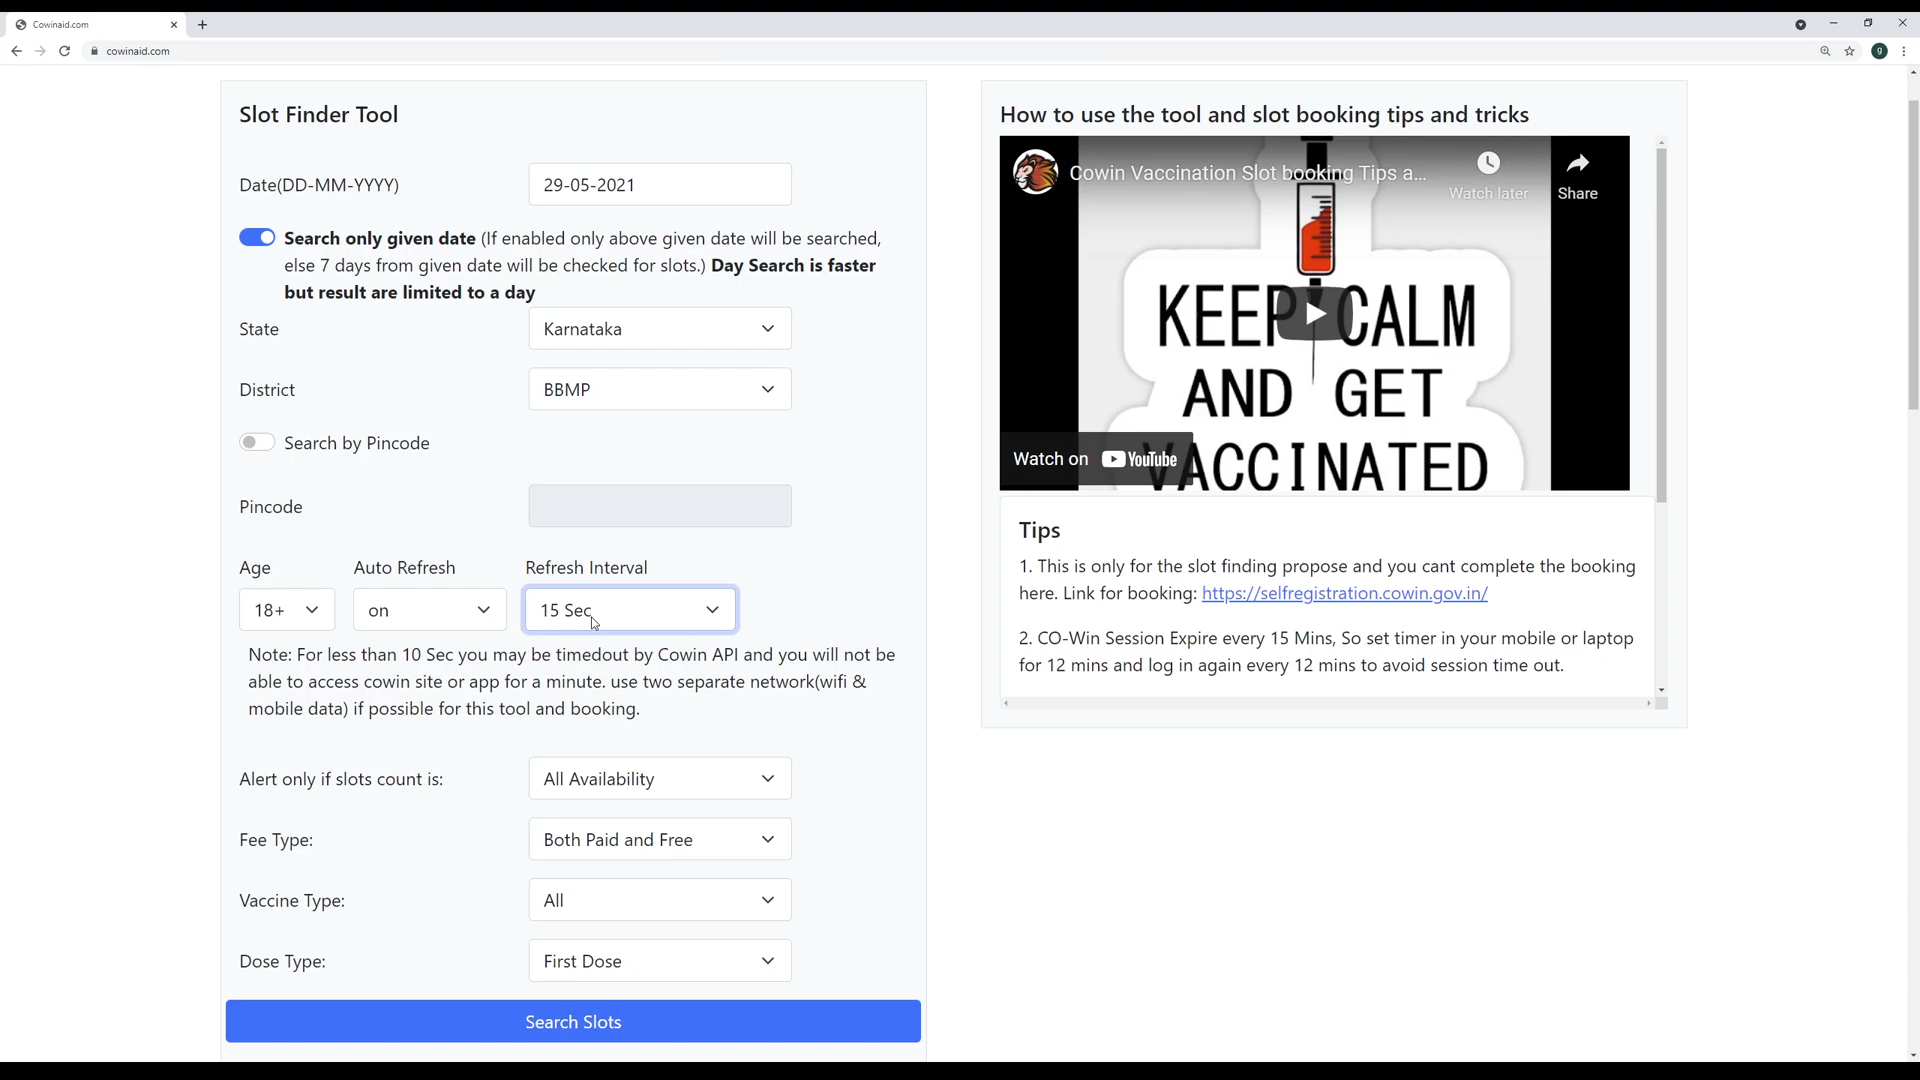 Cowinaid.com
cowinaid.com
g
Slot Finder Tool
Date(DD-MM-YYYY)
29-05-2021
Search only given date (If enabled only above given date will be searched,
else 7 days from given date will be checked for slots.) Day Search is faster
but result are limited to a day
State
Karnataka
District
BBMP
Search by Pincode
Pincode
Age
Auto Refresh
Refresh Interval
18+
on
15 Sec
Note: For less than 10 Sec you may be timedout by Cowin API and you will not be
able to access cowin site or app for a minute. use two separate network(wifi &
mobile data) if possible for this tool and booking.
Alert only if slots count is:
All Availability
Fee Type:
Both Paid and Free
Vaccine Type:
All
Dose Type:
First Dose
Search Slots
How to use the tool and slot booking tips and tricks
Cowin Vaccination Slot booking Tips a...
Watch later
Share
KEEP CALM
AND GET
VACCINATED
Watch on YouTube
Tips
1. This is only for the slot finding propose and you cant complete the booking
here. Link for booking: https://selfregistration.cowin.gov.in/
2. CO-Win Session Expire every 15 Mins, So set timer in your mobile or laptop
for 12 mins and log in again every 12 mins to avoid session time out.